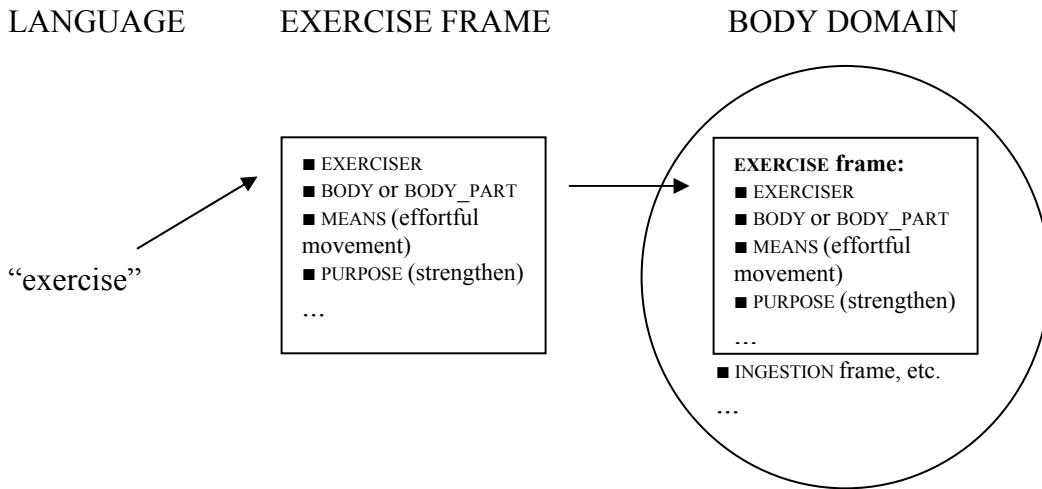 LANGUAGE EXERCISE FRAME BODY DOMAIN
“exercise”
■ EXERCISER
■ BODY or BODY_PART
■ MEANS (effortful
movement)
■ PURPOSE (strengthen)
...
EXERCISE frame:
■ EXERCISER
■ BODY or BODY_PART
■ MEANS (effortful
movement)
■ PURPOSE (strengthen)
...
■ INGESTION frame, etc.
...